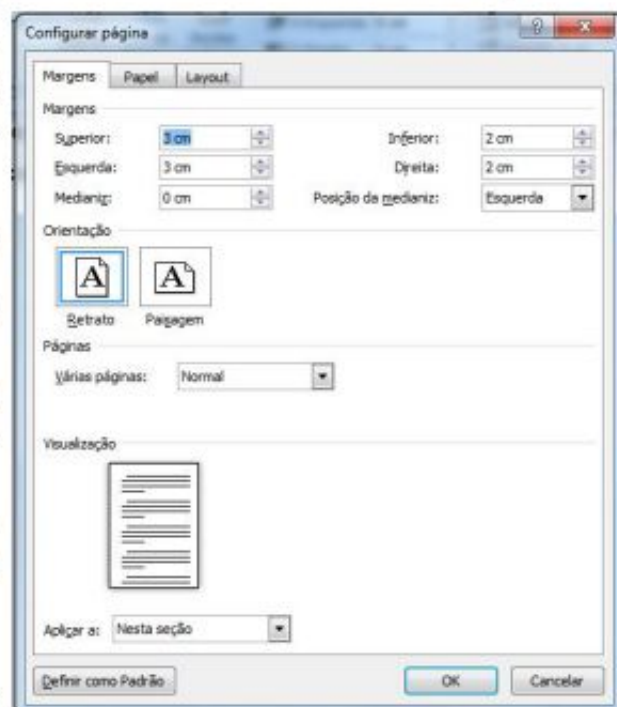 Configurar página
Margens Papel Layout
Margens
Superior: 3 cm Inferior: 2 cm
Esquerda: 3 cm Direita: 2 cm
Medianiz: 0 cm Posição da medianiz: Esquerda
Orientação
A A
Retrato Paisagem
Páginas
Várias páginas: Normal
Visualização
Aplicar a: Nesta seção
Definir como Padrão OK Cancelar